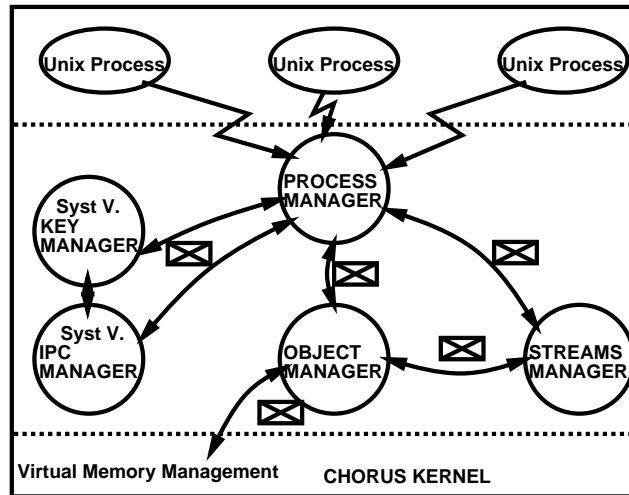 Unix Process
Unix Process
Unix Process
PROCESS
MANAGER
Syst V.
KEY
MANAGER
Syst V.
IPC
MANAGER
OBJECT
MANAGER
STREAMS
MANAGER
Virtual Memory Management
CHORUS KERNEL